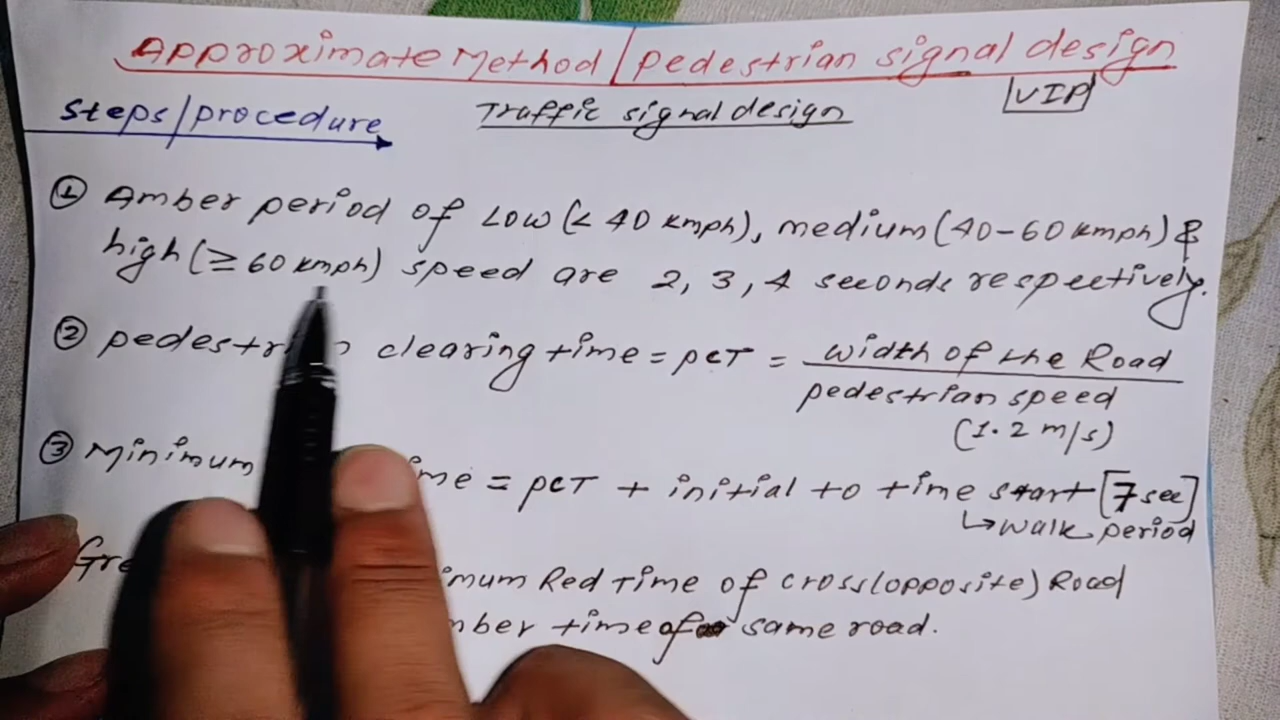 Approximate Method / pedestrian signal design
Steps/procedure
Traffic signal design
VIP
① Amber period of Low (< 40 kmph), medium (40-60 kmph) &
high (≥ 60 kmph) speed are 2, 3, 4 seconds respectively.
② pedestr clearing time = PCT = width of the Road
pedestrian speed
(1.2 m/s)
③ Minimum me = PCT + initial to time start [7 sec]
↳ walk period
Gre mum Red Time of cross (opposite) Road
mber time of same road.